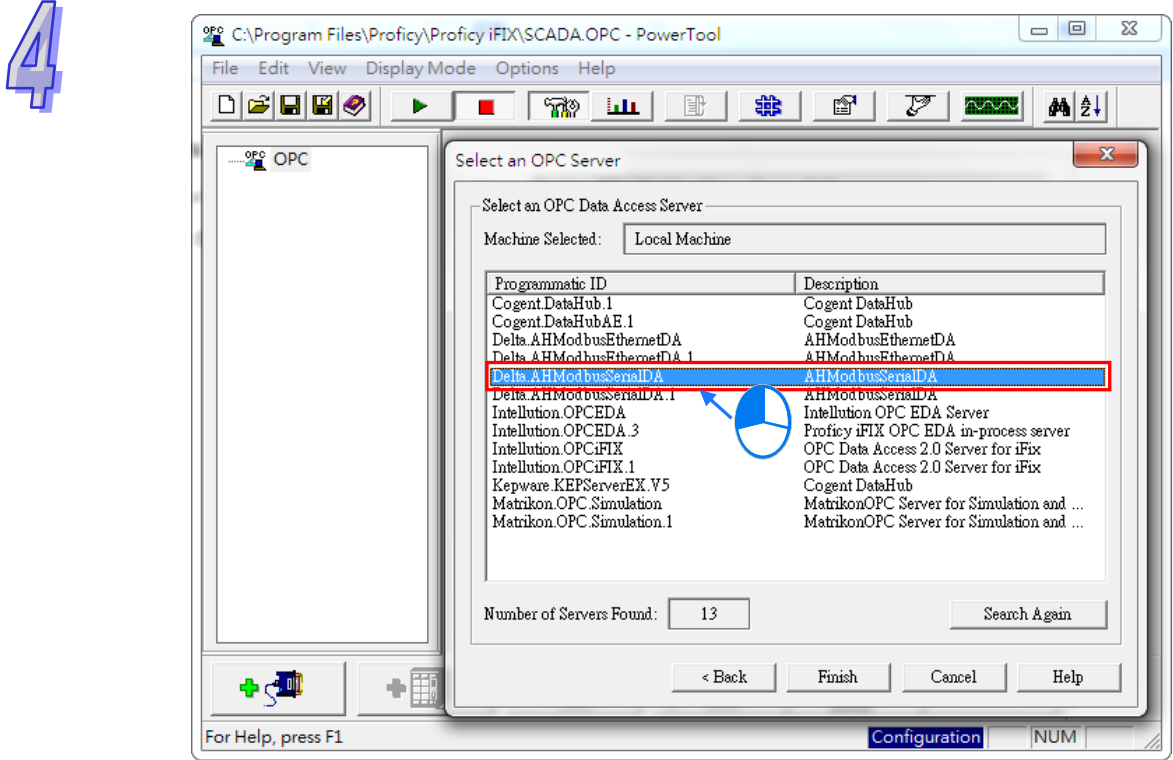 4
C:\Program Files\Proficy\Proficy iFIX\SCADA.OPC - PowerTool
File Edit View Display Mode Options Help
OPC
Select an OPC Server
Select an OPC Data Access Server
Machine Selected: Local Machine
Programmatic ID Description
Cogent.DataHub.1 Cogent DataHub
Cogent.DataHubAE.1 Cogent DataHub
Delta.AHModbusEthernetDA AHModbusEthernetDA
Delta.AHModbusEthernetDA.1 AHModbusEthernetDA
Delta.AHModbusSerialDA AHModbusSerialDA
Delta.AHModbusSerialDA.1 AHModbusSerialDA
Intellution.OPCEDA Intellution OPC EDA Server
Intellution.OPCEDA.3 Proficy iFIX OPC EDA in-process server
Intellution.OPCiFIX OPC Data Access 2.0 Server for iFix
Intellution.OPCiFIX.1 OPC Data Access 2.0 Server for iFix
Kepware.KEPServerEX.V5 Cogent DataHub
Matrikon.OPC.Simulation MatrikonOPC Server for Simulation and ...
Matrikon.OPC.Simulation.1 MatrikonOPC Server for Simulation and ...
Number of Servers Found: 13 Search Again
< Back Finish Cancel Help
For Help, press F1 Configuration NUM